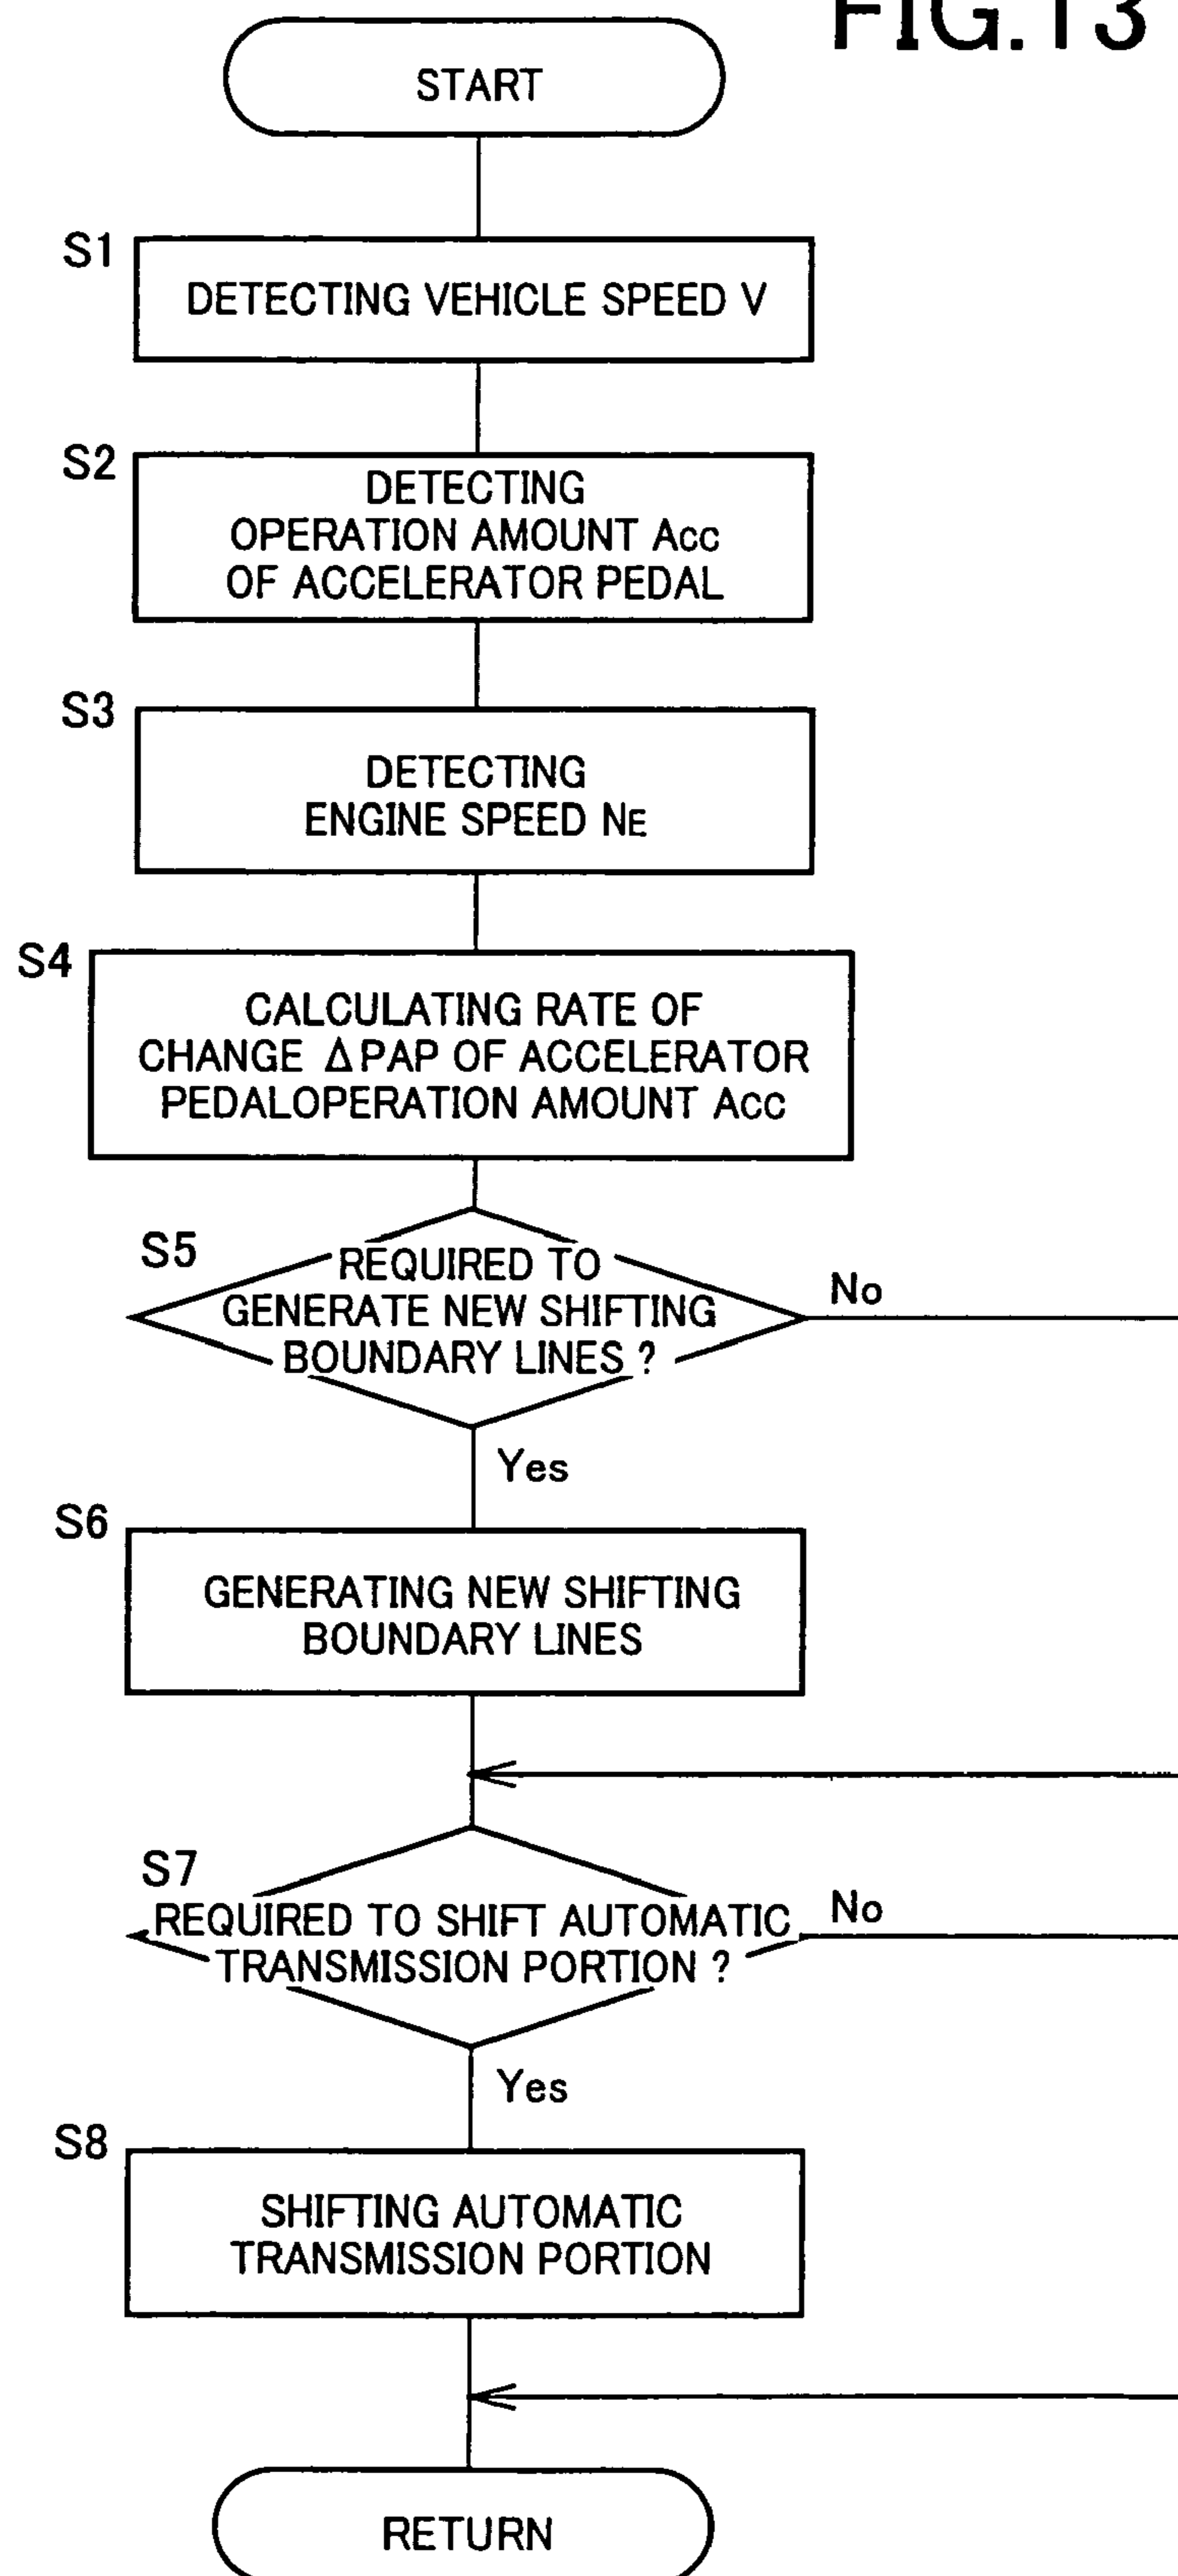 FIG.13
START
S1
DETECTING VEHICLE SPEED V
S2
DETECTING
OPERATION AMOUNT Acc
OF ACCELERATOR PEDAL
S3
DETECTING
ENGINE SPEED NE
S4
CALCULATING RATE OF
CHANGE ΔPAP OF ACCELERATOR
PEDALOPERATION AMOUNT Acc
S5
REQUIRED TO
GENERATE NEW SHIFTING
BOUNDARY LINES ?
No
Yes
S6
GENERATING NEW SHIFTING
BOUNDARY LINES
S7
REQUIRED TO SHIFT AUTOMATIC
TRANSMISSION PORTION ?
No
Yes
S8
SHIFTING AUTOMATIC
TRANSMISSION PORTION
RETURN